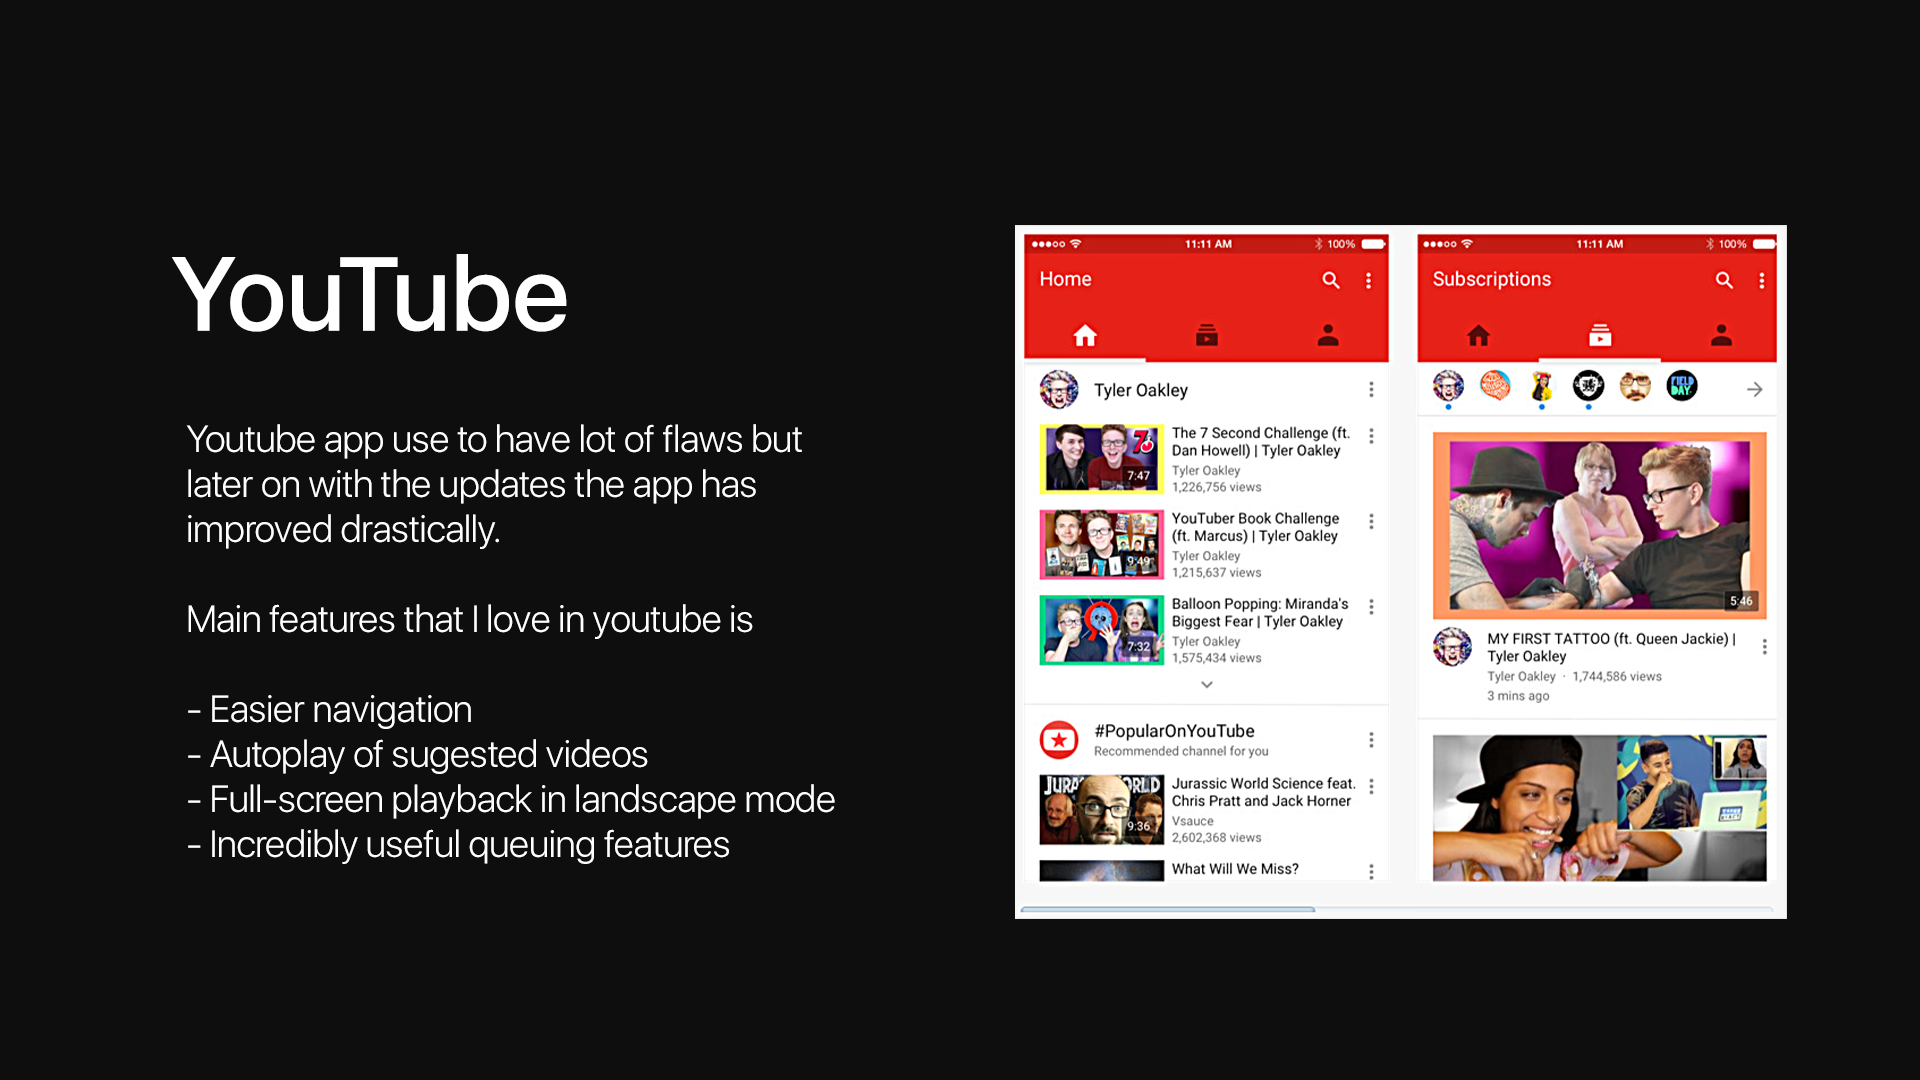 YouTube
Youtube app use to have lot of flaws but
later on with the updates the app has
improved drastically.
Main features that I love in youtube is
- Easier navigation
- Autoplay of sugested videos
- Full-screen playback in landscape mode
- Incredibly useful queuing features
11:11 AM
100%
Home
Tyler Oakley
The 7 Second Challenge (ft.
Dan Howell) | Tyler Oakley
Tyler Oakley
1,226,756 views
7
7:47
YouTuber Book Challenge
(ft. Marcus) | Tyler Oakley
Tyler Oakley
1,215,637 views
9:49
Balloon Popping: Miranda's
Biggest Fear | Tyler Oakley
Tyler Oakley
1,575,434 views
7:32
#PopularOnYouTube
Recommended channel for you
Jurassic World Science feat.
Chris Pratt and Jack Horner
Vsauce
2,602,368 views
9:36
What Will We Miss?
11:11 AM
100%
Subscriptions
FIELD
DAY
5:46
MY FIRST TATTOO (ft. Queen Jackie) |
Tyler Oakley
Tyler Oakley · 1,744,586 views
3 mins ago